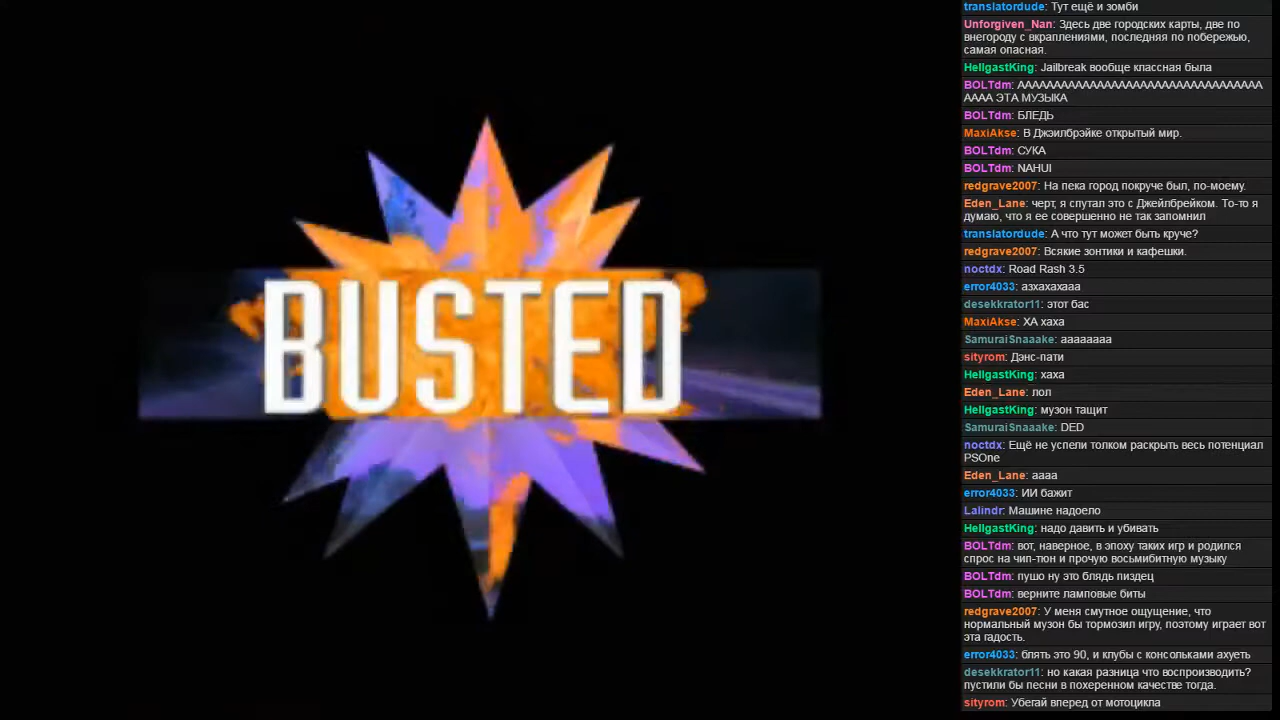 BUSTED
translatordude: Тут ещё и зомби
Unforgiven_Nan: Здесь две городских карты, две по
внегороду с вкраплениями, последняя по побережью,
самая опасная.
HellgastKing: Jailbreak вообще классная была
BOLTdm: АААААААААААААААААААААААААААААААААА
АААА ЭТА МУЗЫКА
BOLTdm: БЛЕДЬ
MaxiAkse: В Джэилбрэйке открытый мир.
BOLTdm: СУКА
BOLTdm: NAHUI
redgrave2007: На пека город покруче был, по-моему.
Eden_Lane: черт, я спутал это с Джейлбрейком. То-то я
думаю, что я ее совершенно не так запомнил
translatordude: А что тут может быть круче?
redgrave2007: Всякие зонтики и кафешки.
noctdx: Road Rash 3.5
error4033: азхахахааа
desekkrator11: этот бас
MaxiAkse: ХА хаха
SamuraiSnaaake: аааааааа
sityrom: Дэнс-пати
HellgastKing: хаха
Eden_Lane: лол
HellgastKing: музон тащит
SamuraiSnaaake: DED
noctdx: Ещё не успели толком раскрыть весь потенциал
PSOne
Eden_Lane: аааа
error4033: ИИ бажит
Lalindr: Машине надоело
HellgastKing: надо давить и убивать
BOLTdm: вот, наверное, в эпоху таких игр и родился
спрос на чип-тюн и прочую восьмибитную музыку
BOLTdm: пушо ну это блядь пиздец
BOLTdm: верните ламповые биты
redgrave2007: У меня смутное ощущение, что
нормальный музон бы тормозил игру, поэтому играет вот
эта гадость.
error4033: блять это 90, и клубы с консольками ахуеть
desekkrator11: но какая разница что воспроизводить?
пустили бы песни в похеренном качестве тогда.
sityrom: Убегай вперед от мотоцикла